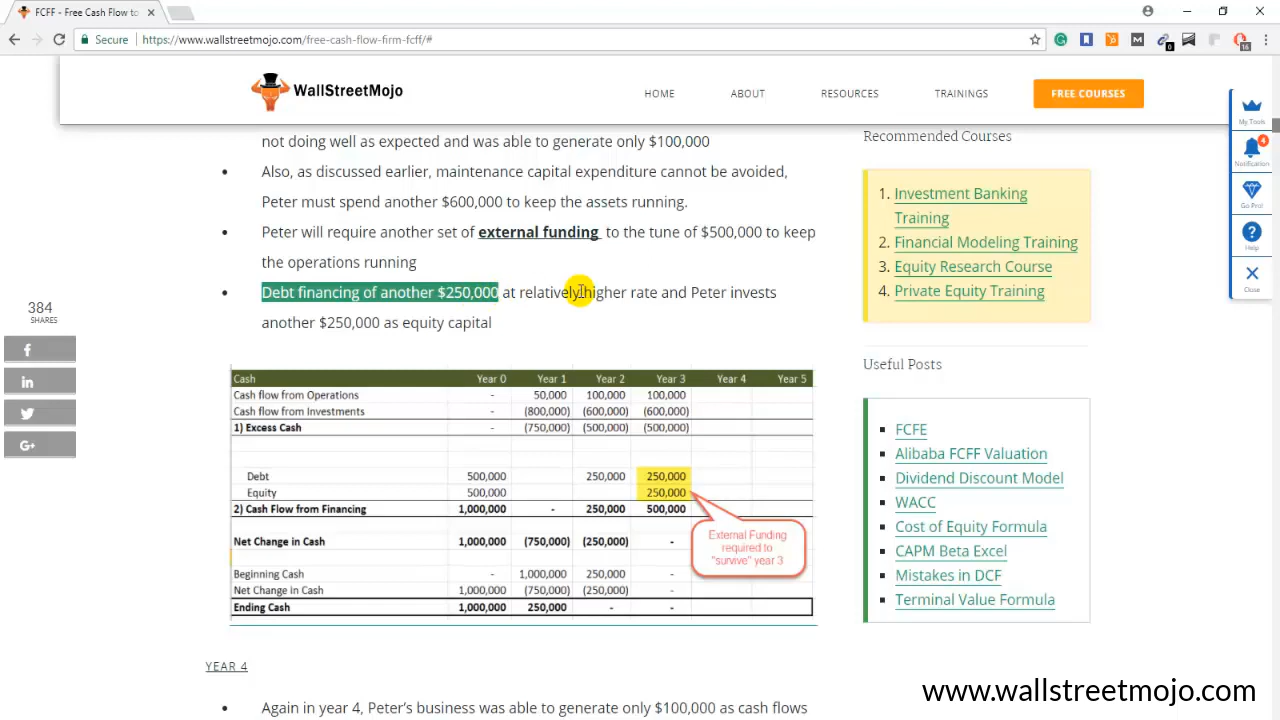 FCFF - Free Cash Flow to
Secure https://www.wallstreetmojo.com/free-cash-flow-firm-fcff/#
0
16
WallStreetMojo
HOME ABOUT RESOURCES TRAININGS FREE COURSES
not doing well as expected and was able to generate only $100,000
• Also, as discussed earlier, maintenance capital expenditure cannot be avoided,
Peter must spend another $600,000 to keep the assets running.
• Peter will require another set of external funding to the tune of $500,000 to keep
the operations running
• Debt financing of another $250,000 at relatively higher rate and Peter invests
another $250,000 as equity capital
384
SHARES
Cash Year 0 Year 1 Year 2 Year 3 Year 4 Year 5
Cash flow from Operations - 50,000 100,000 100,000
Cash flow from Investments - (800,000) (600,000) (600,000)
1) Excess Cash - (750,000) (500,000) (500,000)
Debt 500,000 250,000 250,000
Equity 500,000 250,000
2) Cash Flow from Financing 1,000,000 - 250,000 500,000
Net Change in Cash 1,000,000 (750,000) (250,000) -
Beginning Cash - 1,000,000 250,000 -
Net Change in Cash 1,000,000 (750,000) (250,000) -
Ending Cash 1,000,000 250,000 - -
External Funding
required to
"survive" year 3
YEAR 4
• Again in year 4, Peter's business was able to generate only $100,000 as cash flows
Recommended Courses
1. Investment Banking
Training
2. Financial Modeling Training
3. Equity Research Course
4. Private Equity Training
Useful Posts
FCFE
Alibaba FCFF Valuation
Dividend Discount Model
WACC
Cost of Equity Formula
CAPM Beta Excel
Mistakes in DCF
Terminal Value Formula
My Tools
4
Notification
Go Pro!
Help
Close
www.wallstreetmojo.com